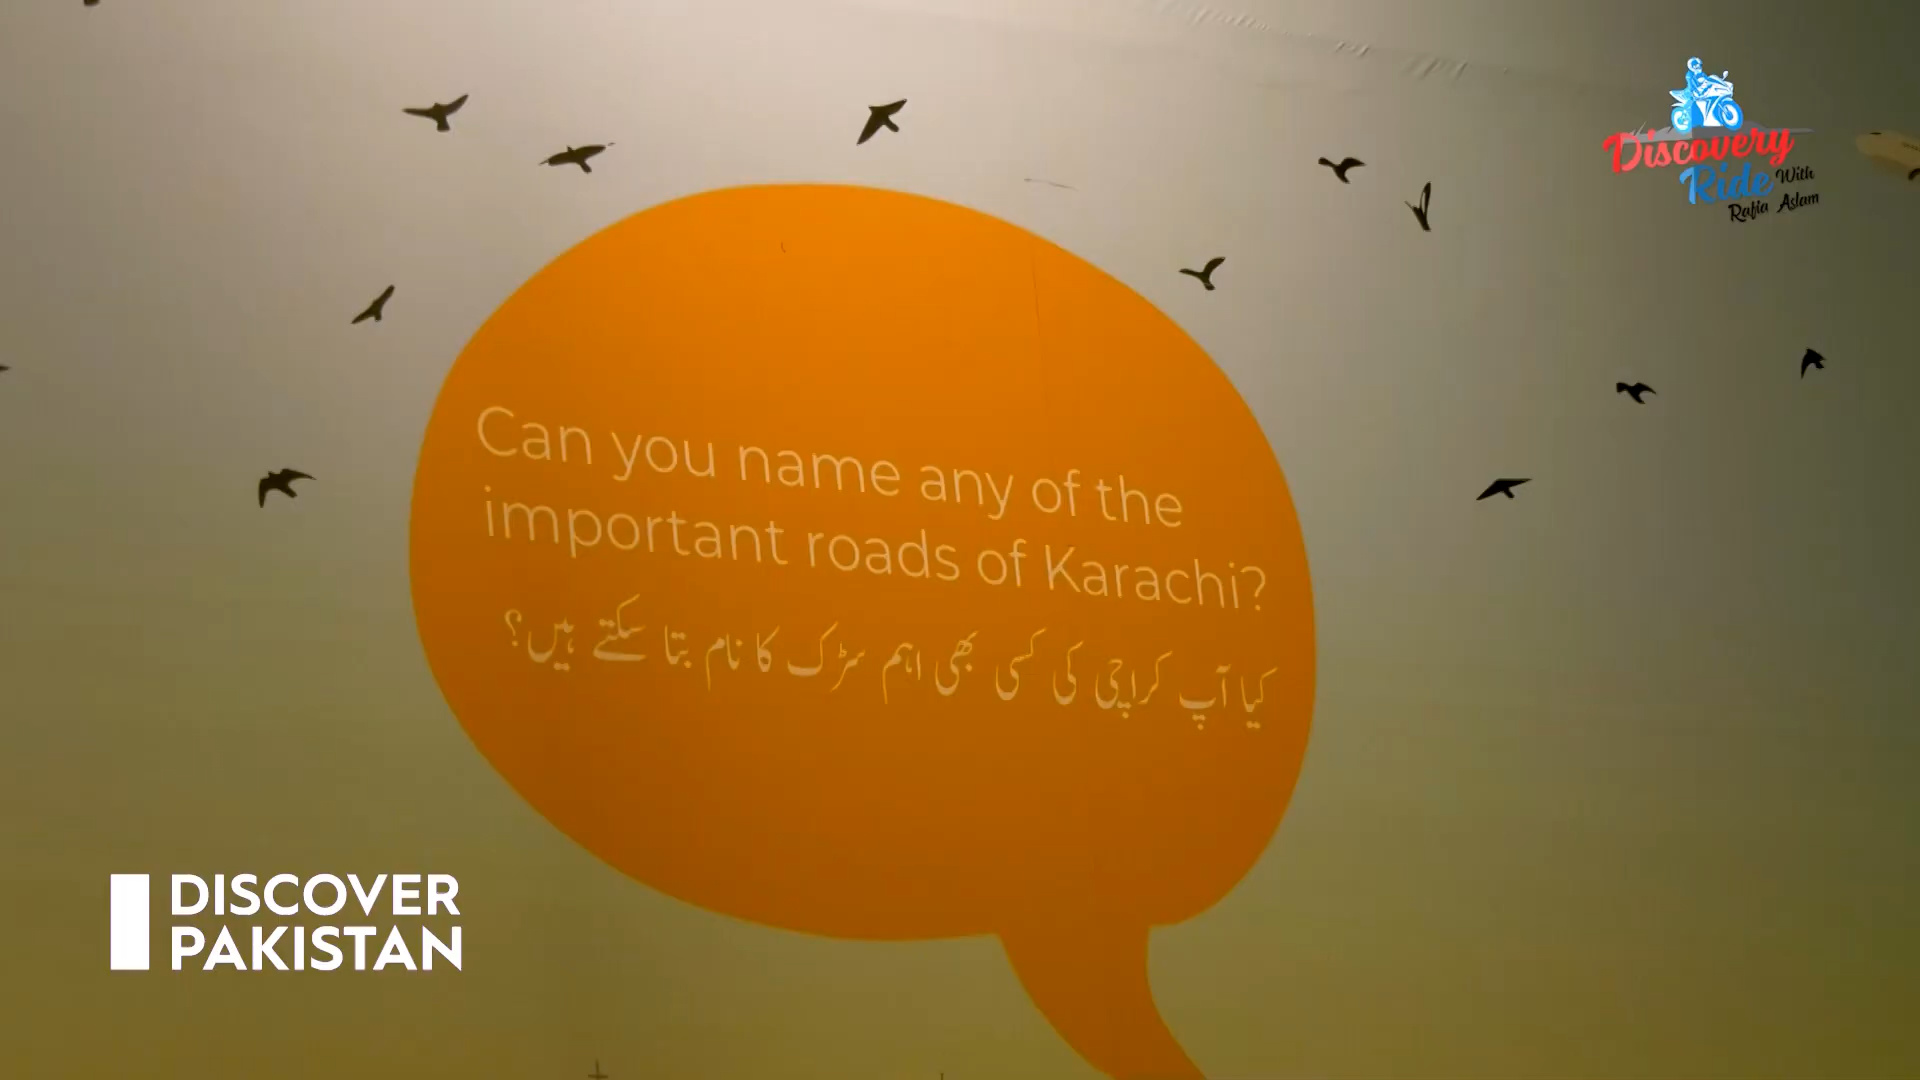 Discovery
Ride With
Rafia Aslam
Can you name any of the
important roads of Karachi?
کیا آپ کراچی کی کسی بھی اہم سڑک کا نام بتا سکتے ہیں؟
DISCOVER
PAKISTAN